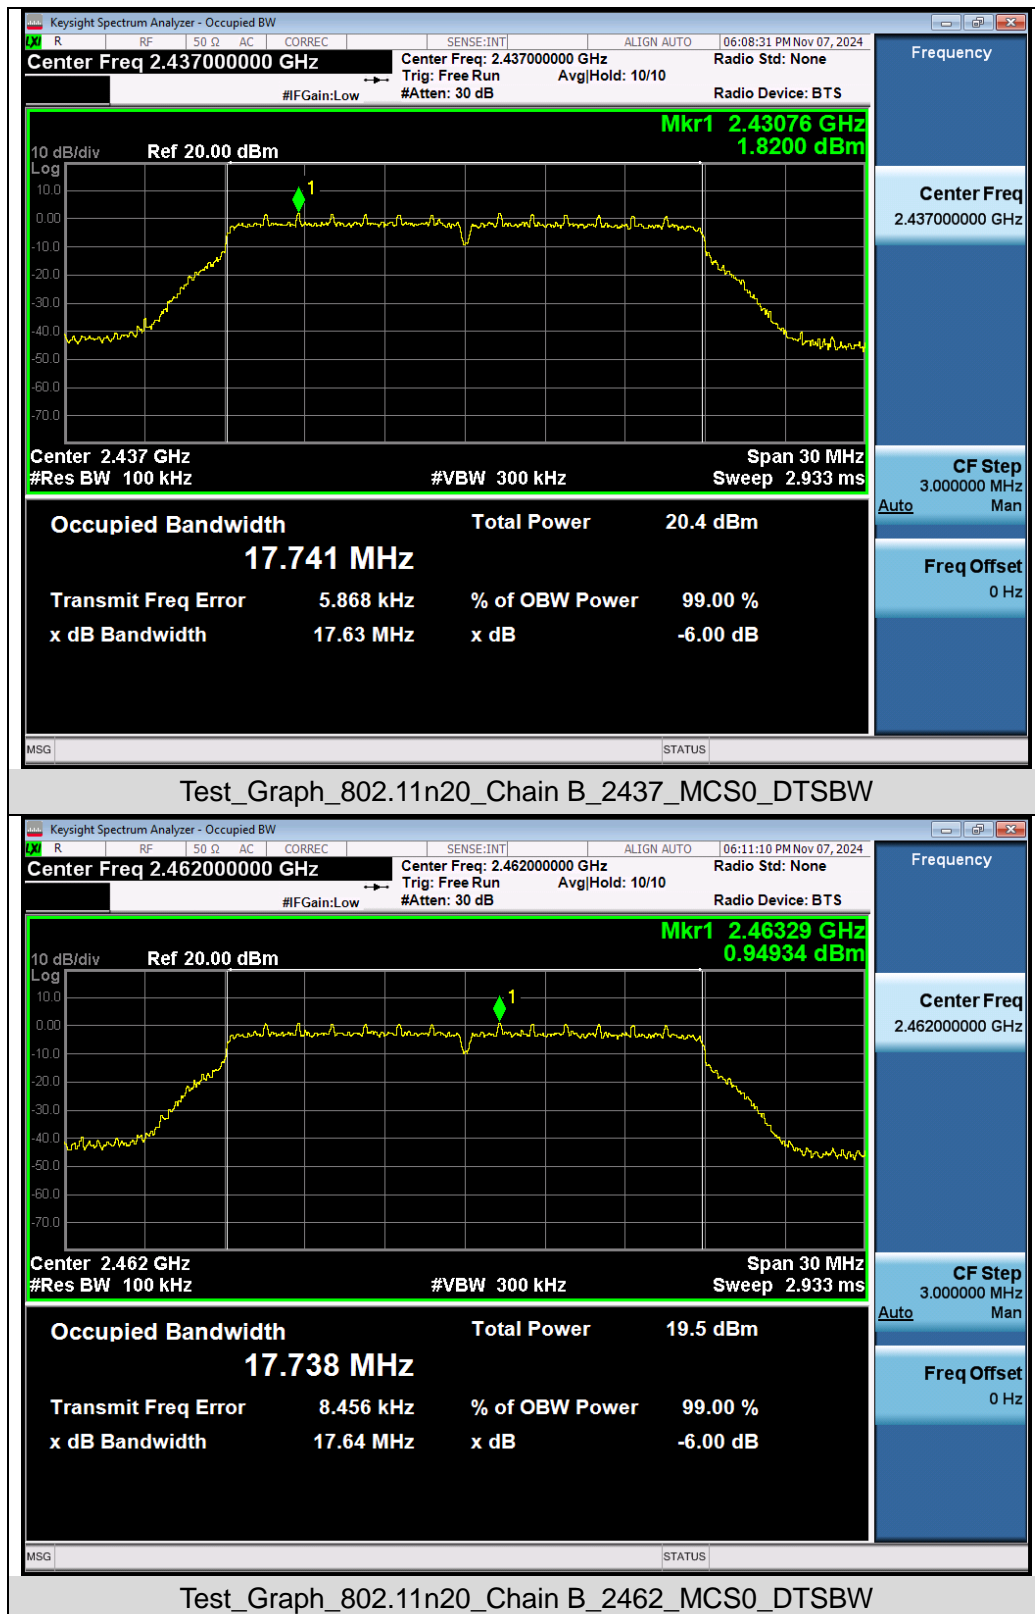 Keysight Spectrum Analyzer - Occupied BW
LXI R RF 50 Ω AC CORREC SENSE:INT ALIGN AUTO 06:08:31 PM Nov 07, 2024
Center Freq 2.437000000 GHz
Center Freq: 2.437000000 GHz
Radio Std: None
Trig: Free Run Avg|Hold: 10/10
#IFGain:Low #Atten: 30 dB Radio Device: BTS
Mkr1 2.43076 GHz
1.8200 dBm
10 dB/div Ref 20.00 dBm
Log
10.0
1
0.00
-10.0
-20.0
-30.0
-40.0
-50.0
-60.0
-70.0
Center 2.437 GHz Span 30 MHz
#Res BW 100 kHz #VBW 300 kHz Sweep 2.933 ms
Occupied Bandwidth Total Power 20.4 dBm
17.741 MHz
Transmit Freq Error 5.868 kHz % of OBW Power 99.00 %
x dB Bandwidth 17.63 MHz x dB -6.00 dB
MSG STATUS
Frequency
Center Freq
2.437000000 GHz
CF Step
3.000000 MHz
Auto Man
Freq Offset
0 Hz
Test_Graph_802.11n20_Chain B_2437_MCS0_DTSBW
Keysight Spectrum Analyzer - Occupied BW
LXI R RF 50 Ω AC CORREC SENSE:INT ALIGN AUTO 06:11:10 PM Nov 07, 2024
Center Freq 2.462000000 GHz
Center Freq: 2.462000000 GHz
Radio Std: None
Trig: Free Run Avg|Hold: 10/10
#IFGain:Low #Atten: 30 dB Radio Device: BTS
Mkr1 2.46329 GHz
0.94934 dBm
10 dB/div Ref 20.00 dBm
Log
10.0
1
0.00
-10.0
-20.0
-30.0
-40.0
-50.0
-60.0
-70.0
Center 2.462 GHz Span 30 MHz
#Res BW 100 kHz #VBW 300 kHz Sweep 2.933 ms
Occupied Bandwidth Total Power 19.5 dBm
17.738 MHz
Transmit Freq Error 8.456 kHz % of OBW Power 99.00 %
x dB Bandwidth 17.64 MHz x dB -6.00 dB
MSG STATUS
Frequency
Center Freq
2.462000000 GHz
CF Step
3.000000 MHz
Auto Man
Freq Offset
0 Hz
Test_Graph_802.11n20_Chain B_2462_MCS0_DTSBW